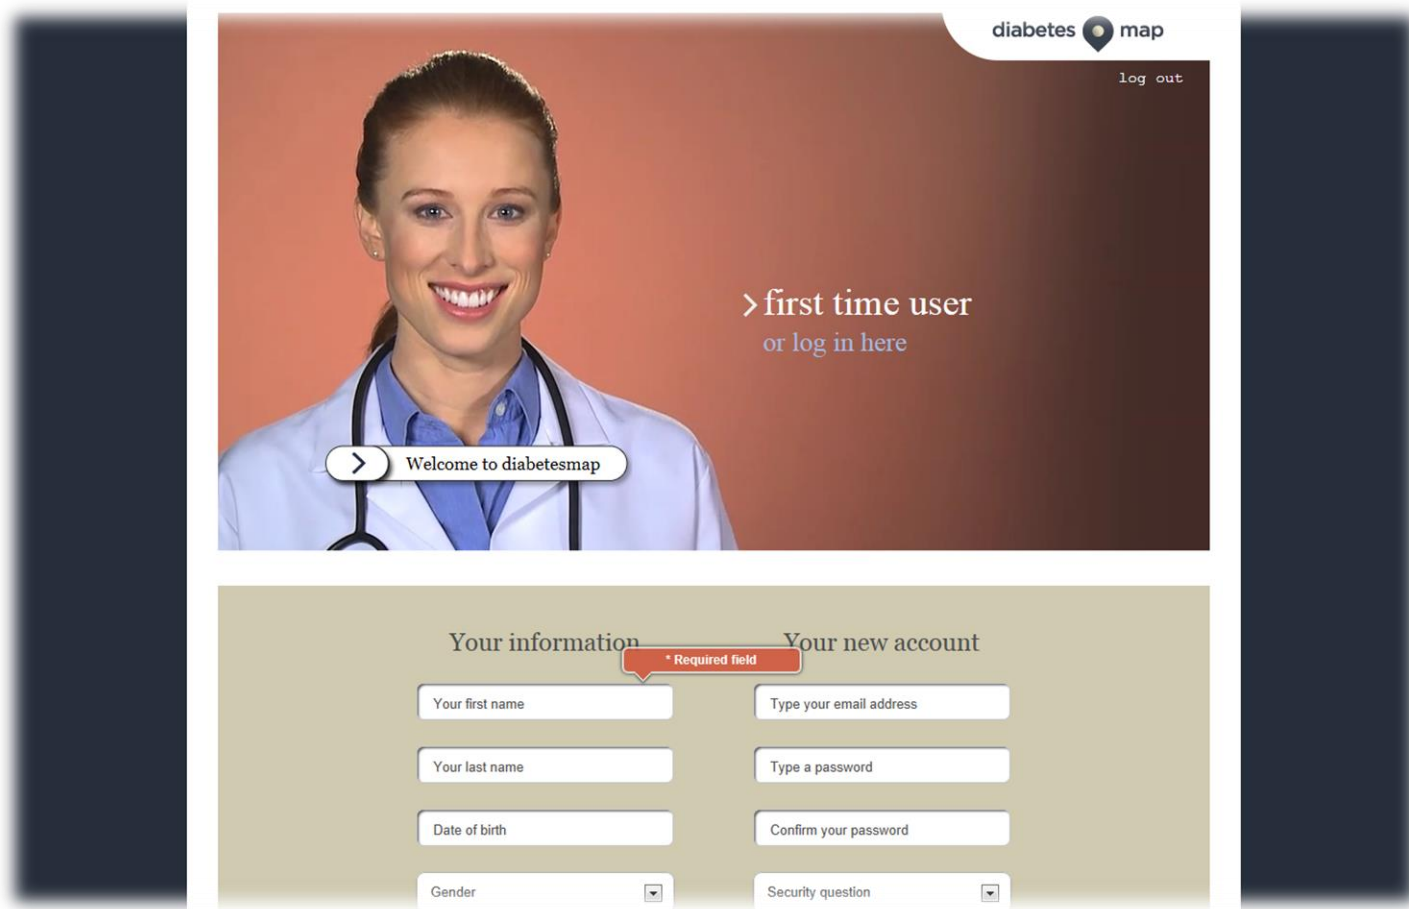 diabetes map
log out
first time user
or log in here
Welcome to diabetesmap
Your information
Your new account
* Required field
Your first name
Type your email address
Your last name
Type a password
Date of birth
Confirm your password
Gender
Security question